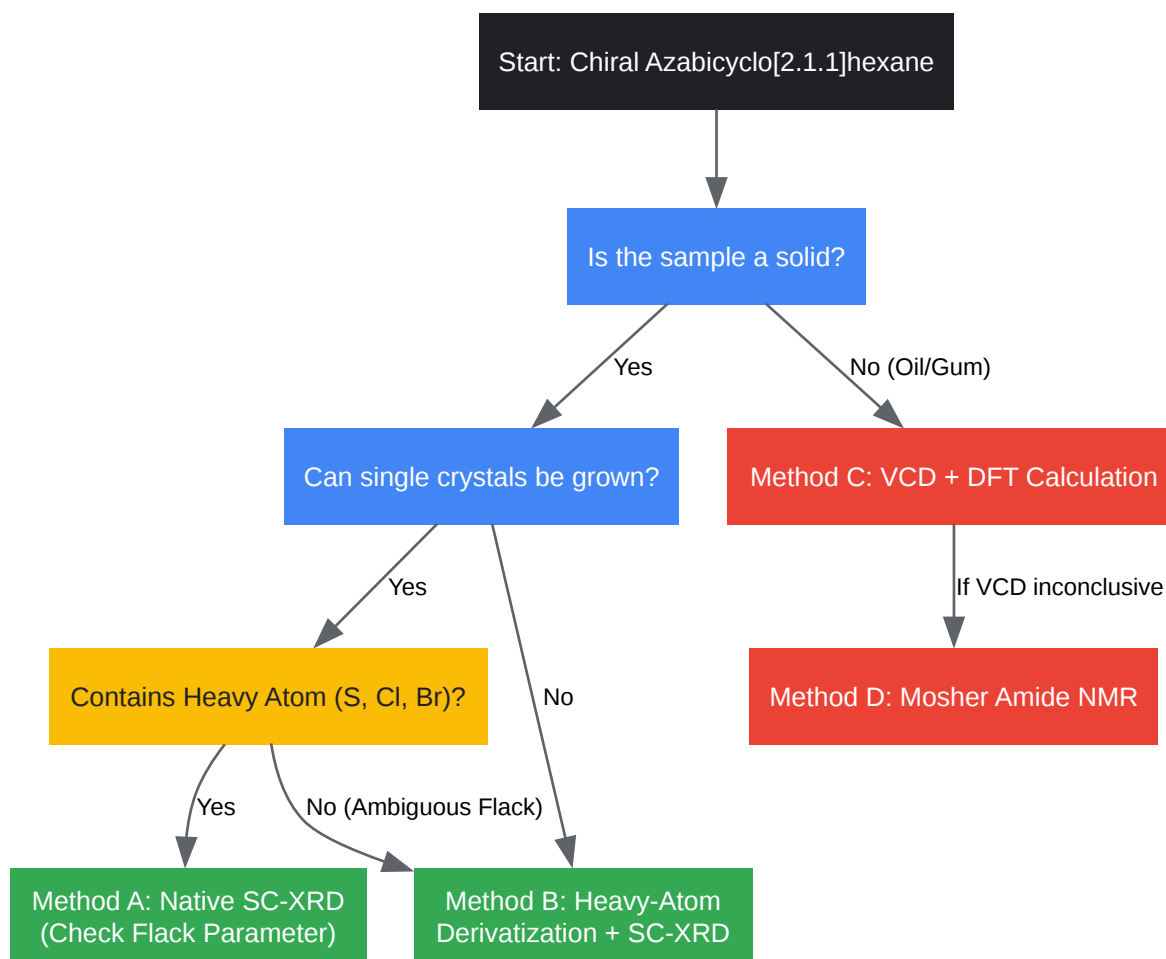 Start: Chiral Azabicyclo[2.1.1]hexane
Is the sample a solid?
Yes
No (Oil/Gum)
Can single crystals be grown?
Method C: VCD + DFT Calculation
Yes
If VCD inconclusive
Contains Heavy Atom (S, Cl, Br)?
No
Method D: Mosher Amide NMR
Yes
No (Ambiguous Flack)
Method A: Native SC-XRD
(Check Flack Parameter)
Method B: Heavy-Atom
Derivatization + SC-XRD